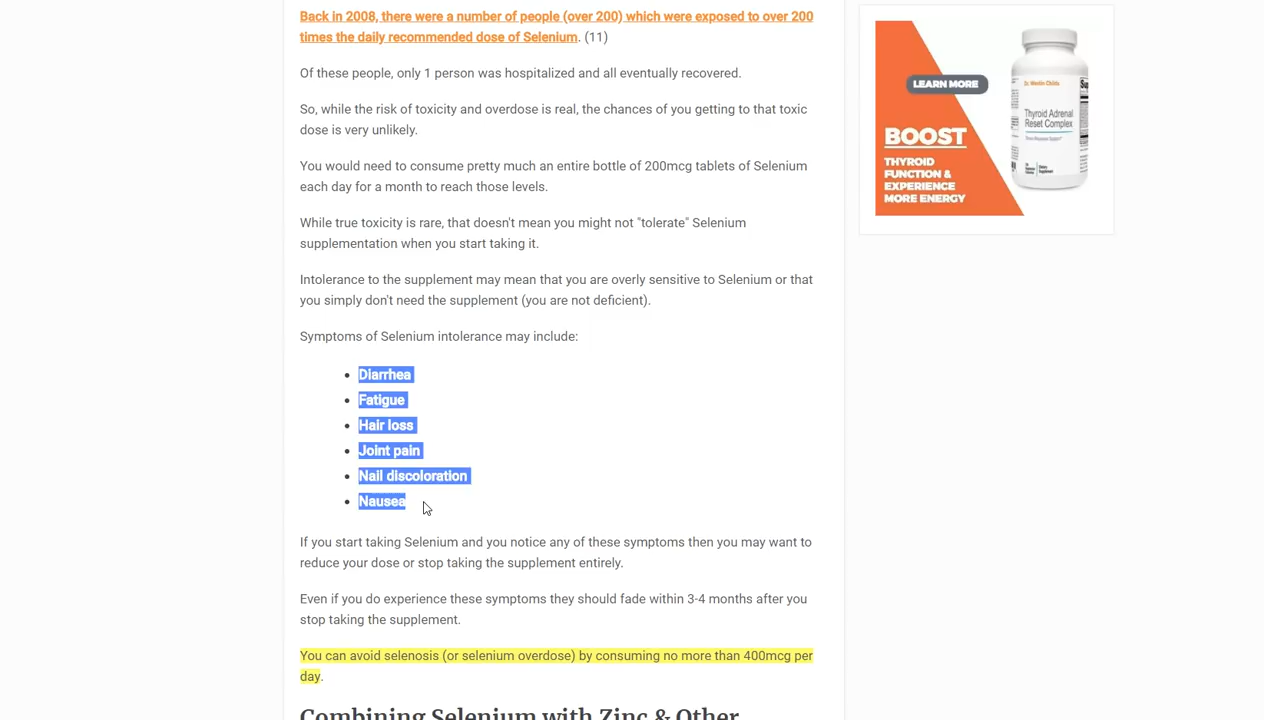 Back in 2008, there were a number of people (over 200) which were exposed to over 200
times the daily recommended dose of Selenium. (11)
Of these people, only 1 person was hospitalized and all eventually recovered.
So, while the risk of toxicity and overdose is real, the chances of you getting to that toxic
dose is very unlikely.
You would need to consume pretty much an entire bottle of 200mcg tablets of Selenium
each day for a month to reach those levels.
While true toxicity is rare, that doesn't mean you might not "tolerate" Selenium
supplementation when you start taking it.
Intolerance to the supplement may mean that you are overly sensitive to Selenium or that
you simply don't need the supplement (you are not deficient).
Symptoms of Selenium intolerance may include:
Diarrhea
Fatigue
Hair loss
Joint pain
Nail discoloration
Nausea
If you start taking Selenium and you notice any of these symptoms then you may want to
reduce your dose or stop taking the supplement entirely.
Even if you do experience these symptoms they should fade within 3-4 months after you
stop taking the supplement.
You can avoid selenosis (or selenium overdose) by consuming no more than 400mcg per
day.
Combining Selenium with Zinc & Other
LEARN MORE
BOOST
THYROID
FUNCTION &
EXPERIENCE
MORE ENERGY
Dr. Westin Childs
Thyroid Adrenal
Reset Complex